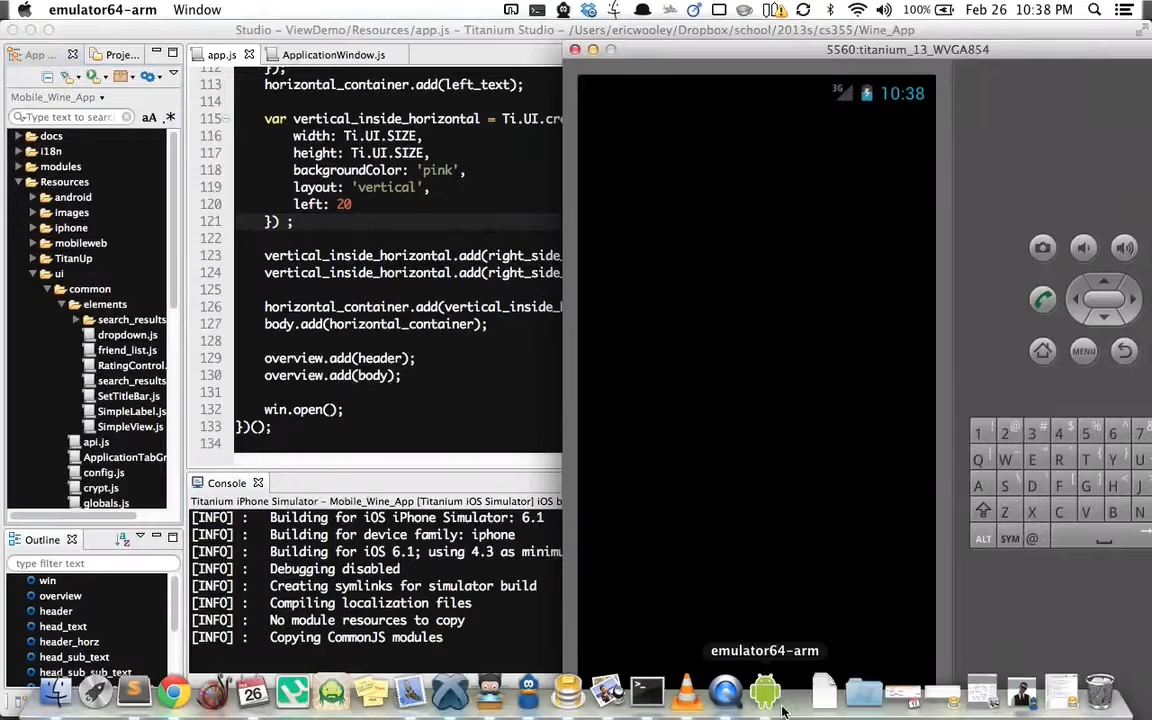 emulator64-arm Window
100% Feb 26 10:38 PM
Studio – ViewDemo/Resources/app.js – Titanium Studio – /Users/ericwooley/Dropbox/school/2013s/cs355/Wine_App
5560:titanium_13_WVGA854
App Proje
Mobile_Wine_App
Type text to searc
aA .*
docs
i18n
modules
Resources
android
images
iphone
mobileweb
TitanUp
ui
common
elements
search_results
dropdown.js
friend_list.js
RatingControl.
search_results
SetTitleBar.js
SimpleLabel.js
SimpleView.js
api.js
ApplicationTabGr
config.js
crypt.js
globals.js
Outline
type filter text
win
overview
header
head_text
header_horz
head_sub_text
head_sub_sub_text
app.js ApplicationWindow.js
112 });
113 horizontal_container.add(left_text);
114
115 var vertical_inside_horizontal = Ti.UI.cre
116 width: Ti.UI.SIZE,
117 height: Ti.UI.SIZE,
118 backgroundColor: 'pink',
119 layout: 'vertical',
120 left: 20
121 }) ;
122
123 vertical_inside_horizontal.add(right_side_
124 vertical_inside_horizontal.add(right_side_
125
126 horizontal_container.add(vertical_inside_h
127 body.add(horizontal_container);
128
129 overview.add(header);
130 overview.add(body);
131
132 win.open();
133 })();
134
Console
Titanium iPhone Simulator – Mobile_Wine_App [Titanium iOS Simulator] iOS b
[INFO] : Building for iOS iPhone Simulator: 6.1
[INFO] : Building for device family: iphone
[INFO] : Building for iOS 6.1; using 4.3 as minimu
[INFO] : Debugging disabled
[INFO] : Creating symlinks for simulator build
[INFO] : Compiling localization files
[INFO] : No module resources to copy
[INFO] : Copying CommonJS modules
3G 10:38
MENU
1 2 @ 3 # 4 $ 5 % 6 ^ 7
Q W E R T Y U
A S D F G H J
Z X C V B N
ALT SYM @
emulator64-arm
26